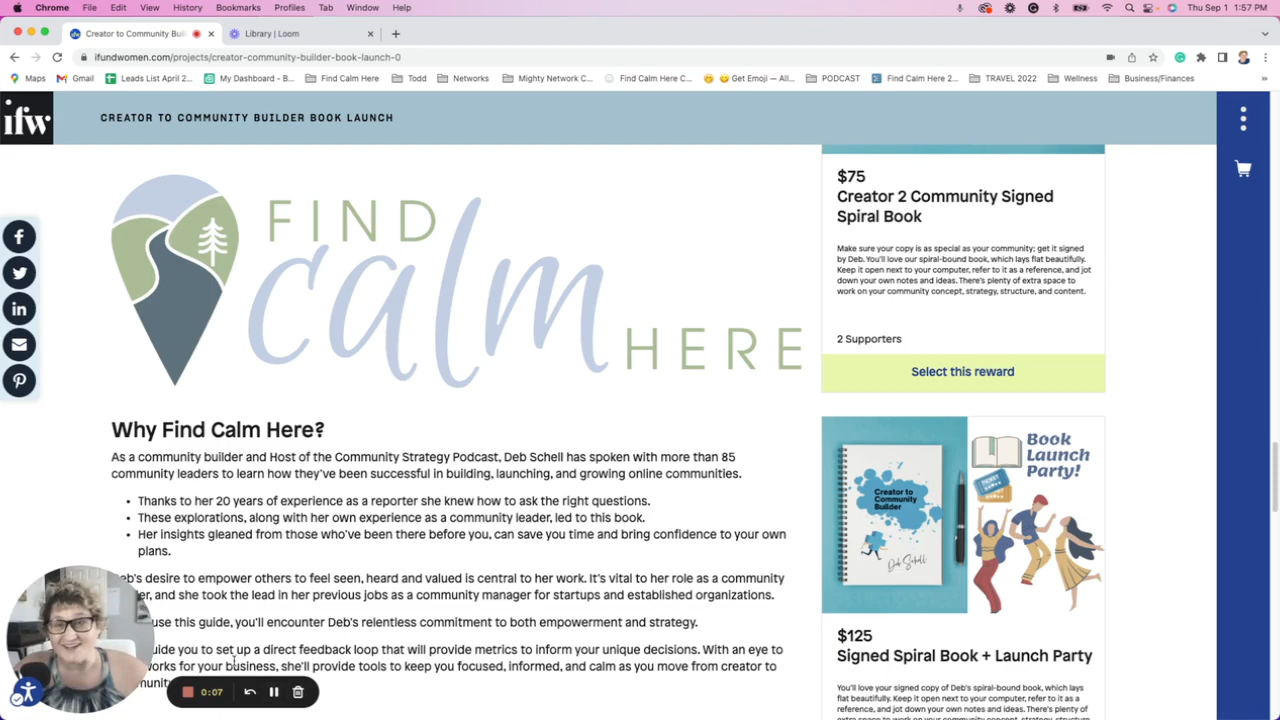 Chrome File Edit View History Bookmarks Profiles Tab Window Help Thu Sep 1 1:57 PM
Creator to Community Bui Library | Loom
ifundwomen.com/projects/creator-community-builder-book-launch-0
Maps Gmail Leads List April 2... My Dashboard - B... Find Calm Here Todd Networks Mighty Network C... Find Calm Here C... Get Emoji — All... PODCAST Find Calm Here 2... TRAVEL 2022 Wellness Business/Finances »
ifw CREATOR TO COMMUNITY BUILDER BOOK LAUNCH
FIND
calm
HERE
Why Find Calm Here?
As a community builder and Host of the Community Strategy Podcast, Deb Schell has spoken with more than 85
community leaders to learn how they've been successful in building, launching, and growing online communities.
• Thanks to her 20 years of experience as a reporter she knew how to ask the right questions.
• These explorations, along with her own experience as a community leader, led to this book.
• Her insights gleaned from those who've been there before you, can save you time and bring confidence to your own
plans.
eb's desire to empower others to feel seen, heard and valued is central to her work. It's vital to her role as a community
er, and she took the lead in her previous jobs as a community manager for startups and established organizations.
use this guide, you'll encounter Deb's relentless commitment to both empowerment and strategy.
uide you to set up a direct feedback loop that will provide metrics to inform your unique decisions. With an eye to
works for your business, she'll provide tools to keep you focused, informed, and calm as you move from creator to
munity
0:07
$75
Creator 2 Community Signed
Spiral Book
Make sure your copy is as special as your community; get it signed
by Deb. You'll love our spiral-bound book, which lays flat beautifully.
Keep it open next to your computer, refer to it as a reference, and jot
down your own notes and ideas. There's plenty of extra space to
work on your community concept, strategy, structure, and content.
2 Supporters
Select this reward
Creator to
Community
Builder
Deb Schell
Book
Launch
Party!
$125
Signed Spiral Book + Launch Party
You'll love your signed copy of Deb's spiral-bound book, which lays
flat beautifully. Keep it open next to your computer, refer to it as a
reference, and jot down your own notes and ideas. There's plenty of
extra space to work on your community concept, strategy, structure